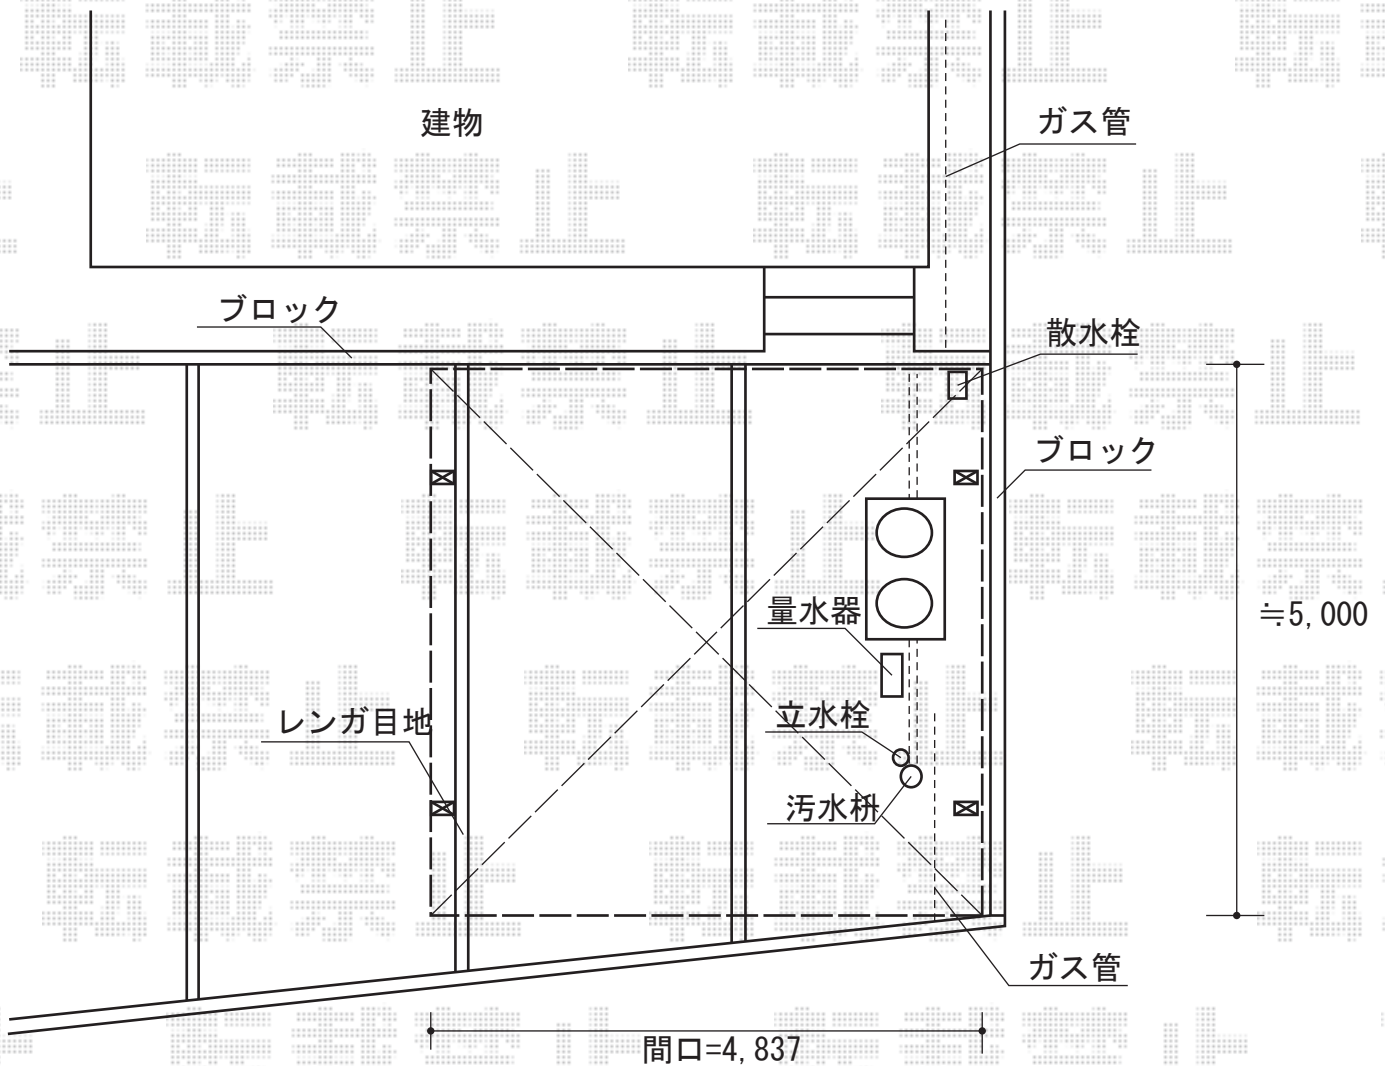 建物
ガス管
ブロック
散水栓
ブロック
量水器
≒5,000
レンガ目地
立水栓
汚水枡
ガス管
間口=4,837
転載禁止